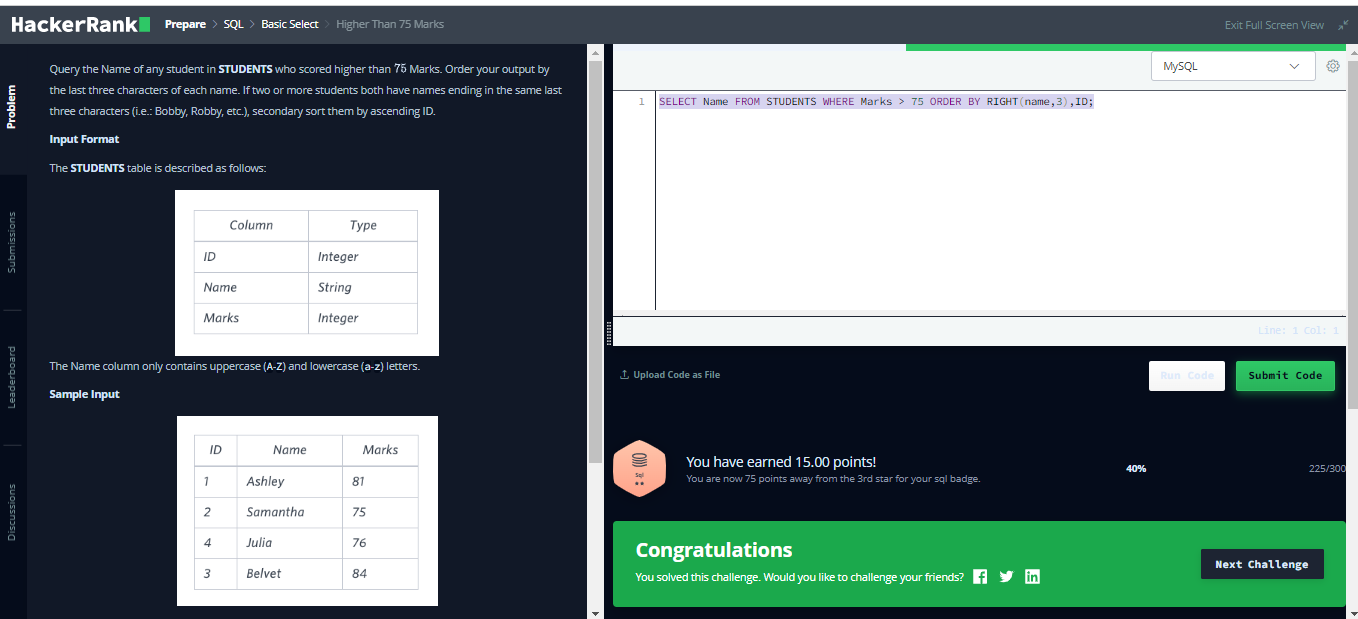 HackerRank
Prepare > SQL > Basic Select > Higher Than 75 Marks
Exit Full Screen View
Problem
Submissions
Leaderboard
Discussions
Query the Name of any student in STUDENTS who scored higher than 75 Marks. Order your output by
the last three characters of each name. If two or more students both have names ending in the same last
three characters (i.e.: Bobby, Robby, etc.), secondary sort them by ascending ID.
Input Format
The STUDENTS table is described as follows:
Column Type
ID Integer
Name String
Marks Integer
The Name column only contains uppercase (A-Z) and lowercase (a-z) letters.
Sample Input
ID Name Marks
1 Ashley 81
2 Samantha 75
4 Julia 76
3 Belvet 84
MySQL
1 SELECT Name FROM STUDENTS WHERE Marks > 75 ORDER BY RIGHT(name,3),ID;
Line: 1 Col: 1
Upload Code as File
Run Code
Submit Code
Sql
You have earned 15.00 points!
You are now 75 points away from the 3rd star for your sql badge.
40%
225/300
Congratulations
You solved this challenge. Would you like to challenge your friends?
Next Challenge